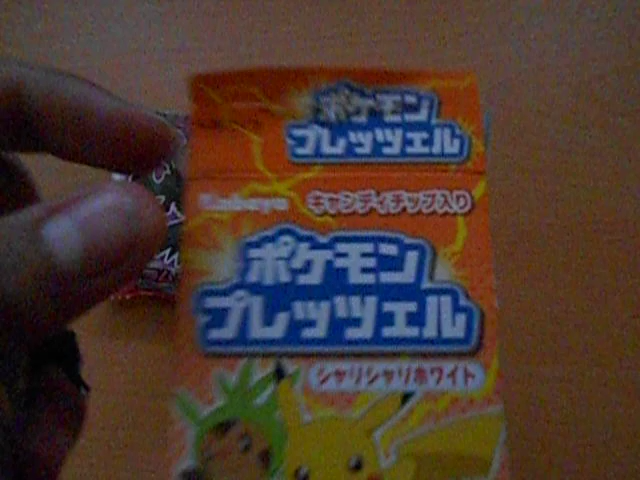 ポケモン
プレッツェル
Kabaya
キャンディチップ入り
ポケモン
プレッツェル
シャリシャリホワイト